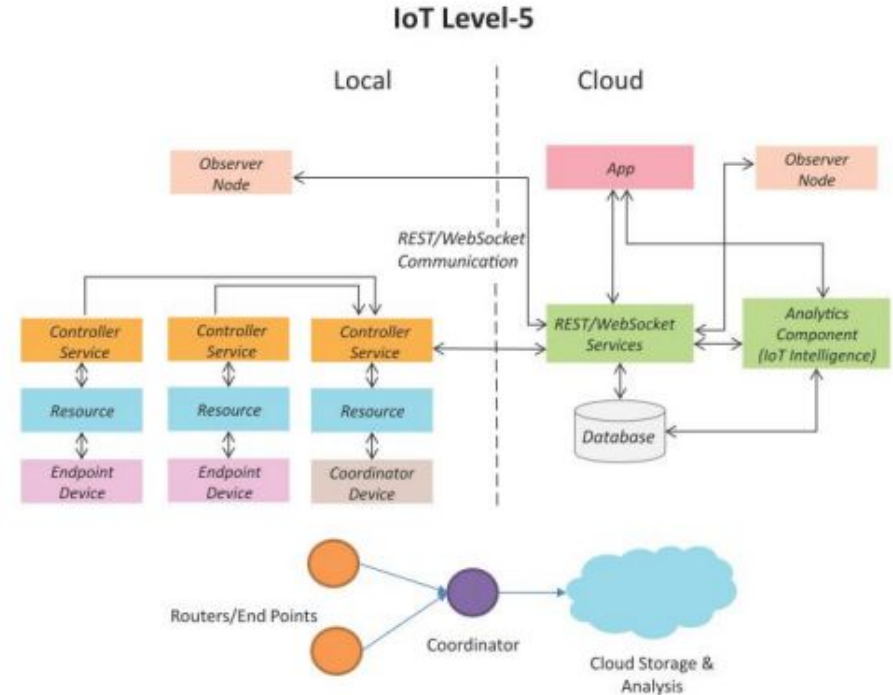 IoT Level-5
Local
Cloud
Observer
Node
App
Observer
Node
REST/WebSocket
Communication
Controller
Service
Controller
Service
Controller
Service
REST/WebSocket
Services
Analytics
Component
(IoT Intelligence)
Resource
Resource
Resource
Database
Endpoint
Device
Endpoint
Device
Coordinator
Device
Routers/End Points
Coordinator
Cloud Storage &
Analysis